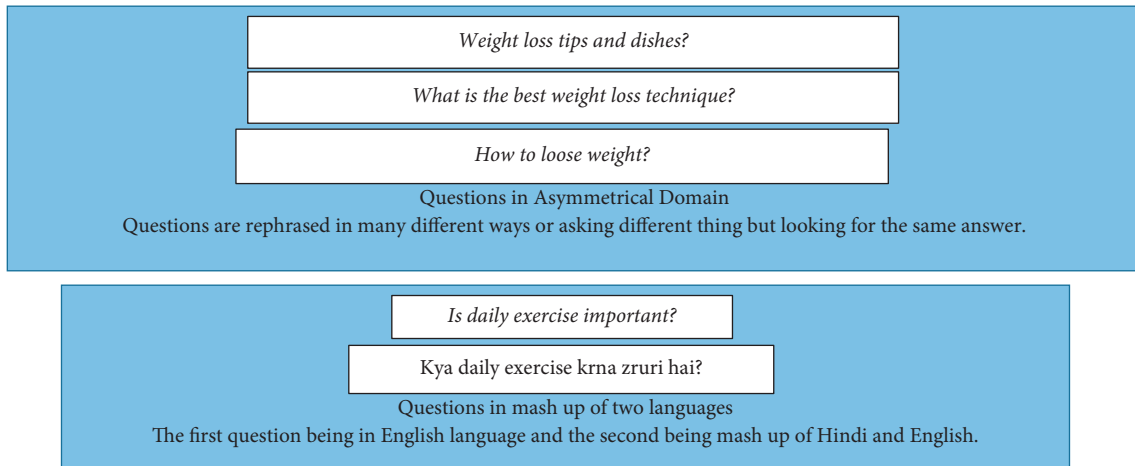 Weight loss tips and dishes?
What is the best weight loss technique?
How to loose weight?
Questions in Asymmetrical Domain
Questions are rephrased in many different ways or asking different thing but looking for the same answer.
Is daily exercise important?
Kya daily exercise krna zruri hai?
Questions in mash up of two languages
The first question being in English language and the second being mash up of Hindi and English.